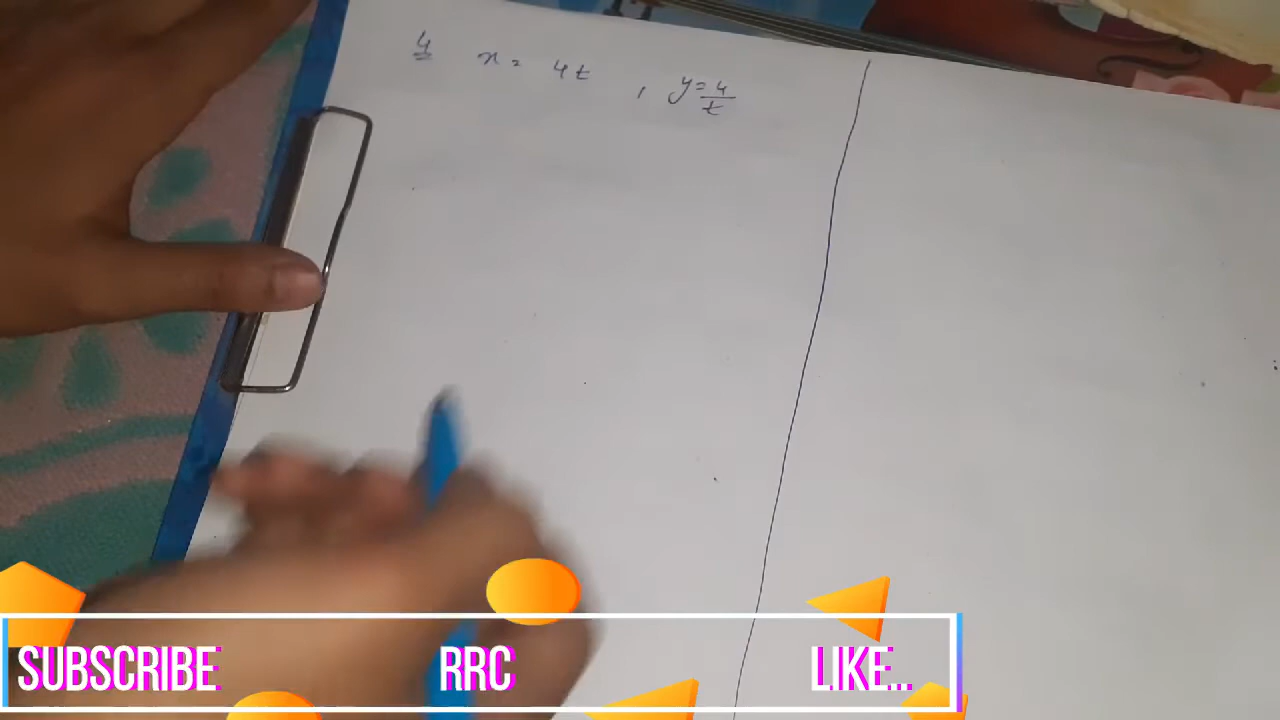 4 x = 4t , y = 4/t
SUBSCRIBE RRC LIKE...